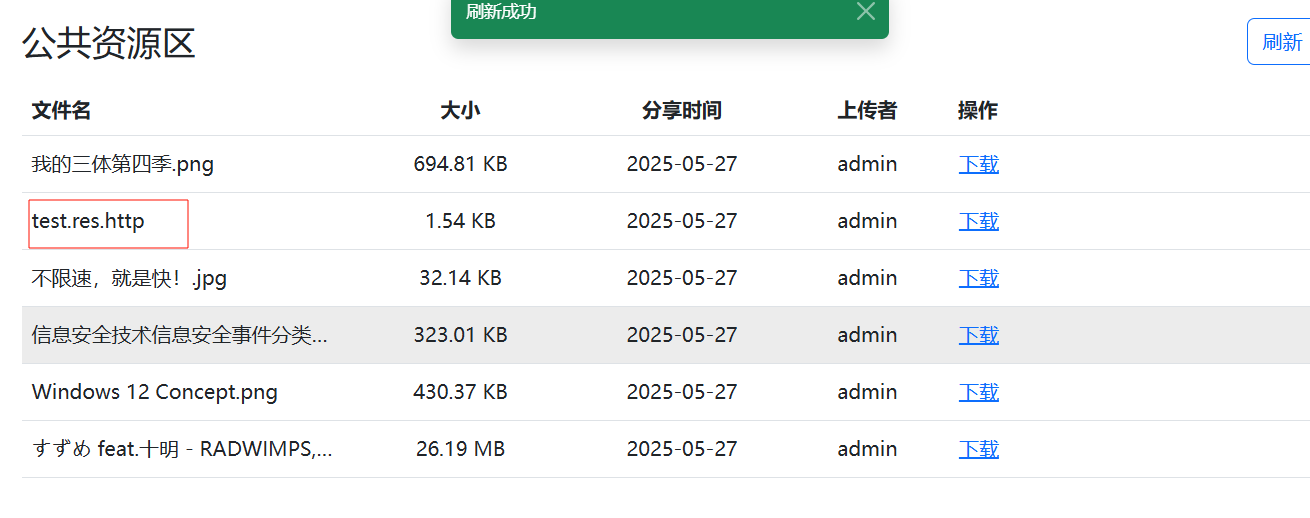 刷新成功
公共资源区
刷新
文件名 大小 分享时间 上传者 操作
我的三体第四季.png 694.81 KB 2025-05-27 admin 下载
test.res.http 1.54 KB 2025-05-27 admin 下载
不限速，就是快！.jpg 32.14 KB 2025-05-27 admin 下载
信息安全技术信息安全事件分类... 323.01 KB 2025-05-27 admin 下载
Windows 12 Concept.png 430.37 KB 2025-05-27 admin 下载
すずめ feat.十明 - RADWIMPS,... 26.19 MB 2025-05-27 admin 下载